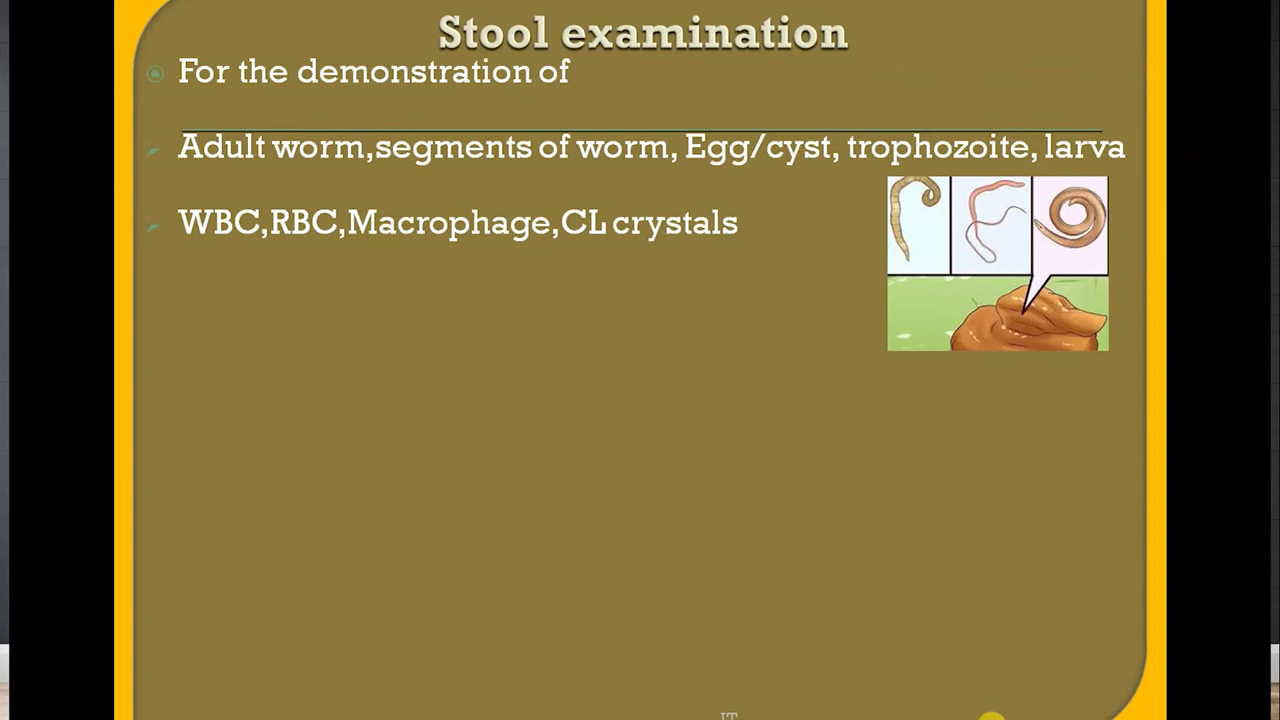 Stool examination
For the demonstration of
Adult worm,segments of worm, Egg/cyst, trophozoite, larva
WBC,RBC,Macrophage,CL crystals